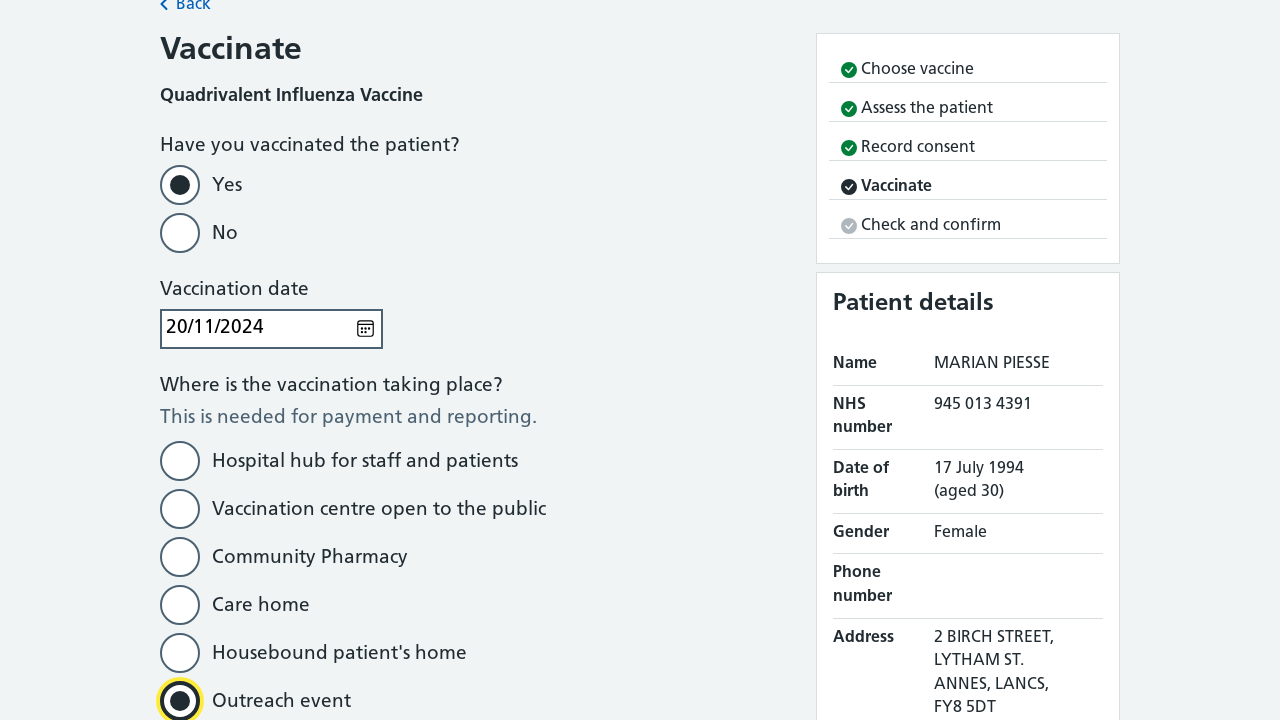 Back
Vaccinate
Quadrivalent Influenza Vaccine
Have you vaccinated the patient?
Yes
No
Vaccination date
20/11/2024
Where is the vaccination taking place?
This is needed for payment and reporting.
Hospital hub for staff and patients
Vaccination centre open to the public
Community Pharmacy
Care home
Housebound patient's home
Outreach event
Choose vaccine
Assess the patient
Record consent
Vaccinate
Check and confirm
Patient details
Name MARIAN PIESSE
NHS 945 013 4391
number
Date of 17 July 1994
birth (aged 30)
Gender Female
Phone
number
Address 2 BIRCH STREET,
LYTHAM ST.
ANNES, LANCS,
FY8 5DT